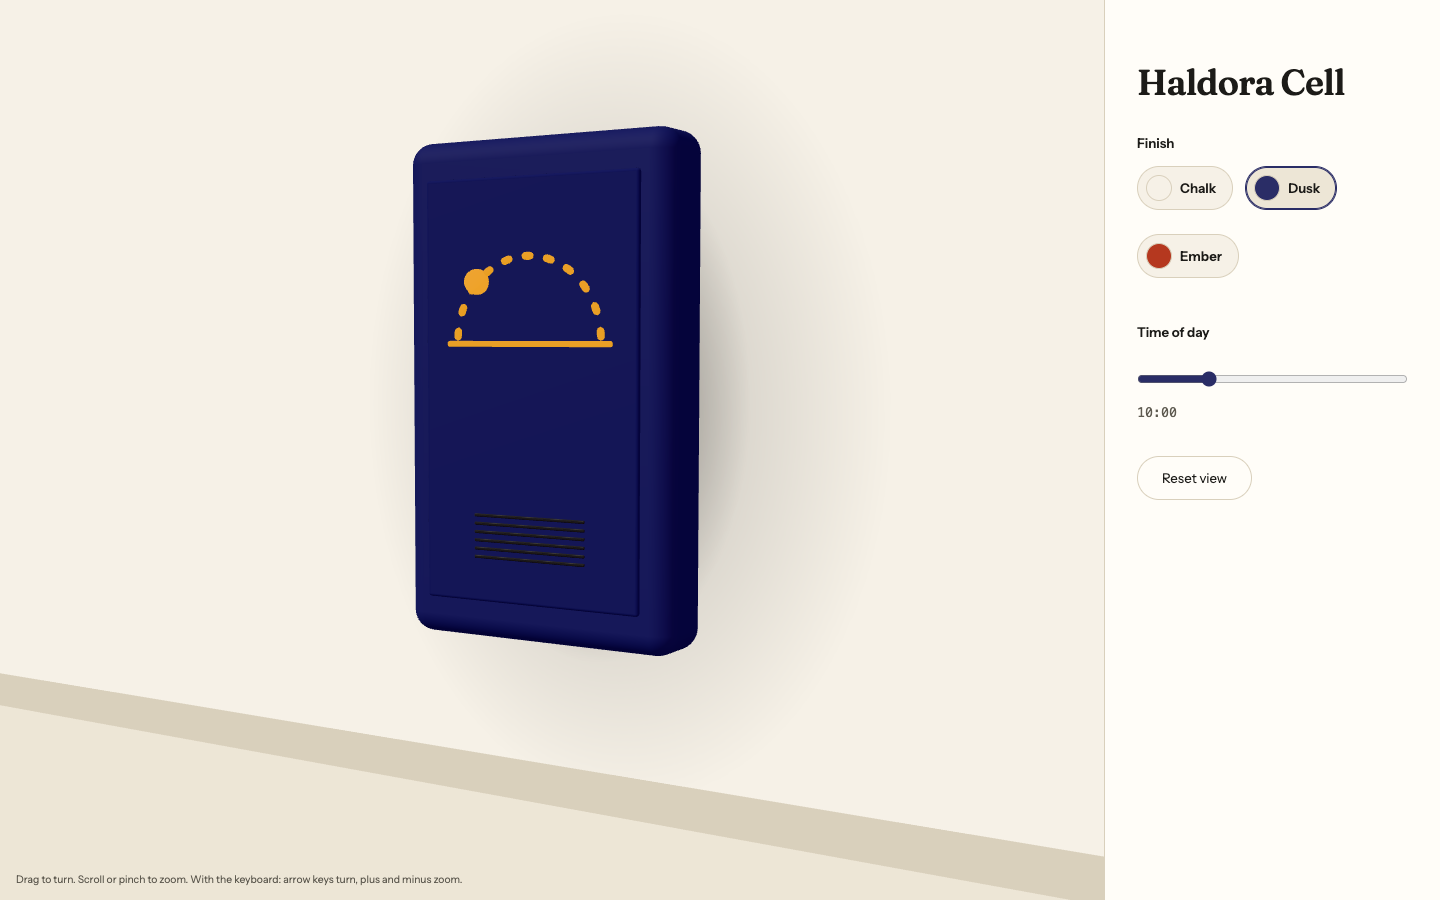 Haldora Cell
Finish
Chalk
Dusk
Ember
Time of day
10:00
Reset view
Drag to turn. Scroll or pinch to zoom. With the keyboard: arrow keys turn, plus and minus zoom.